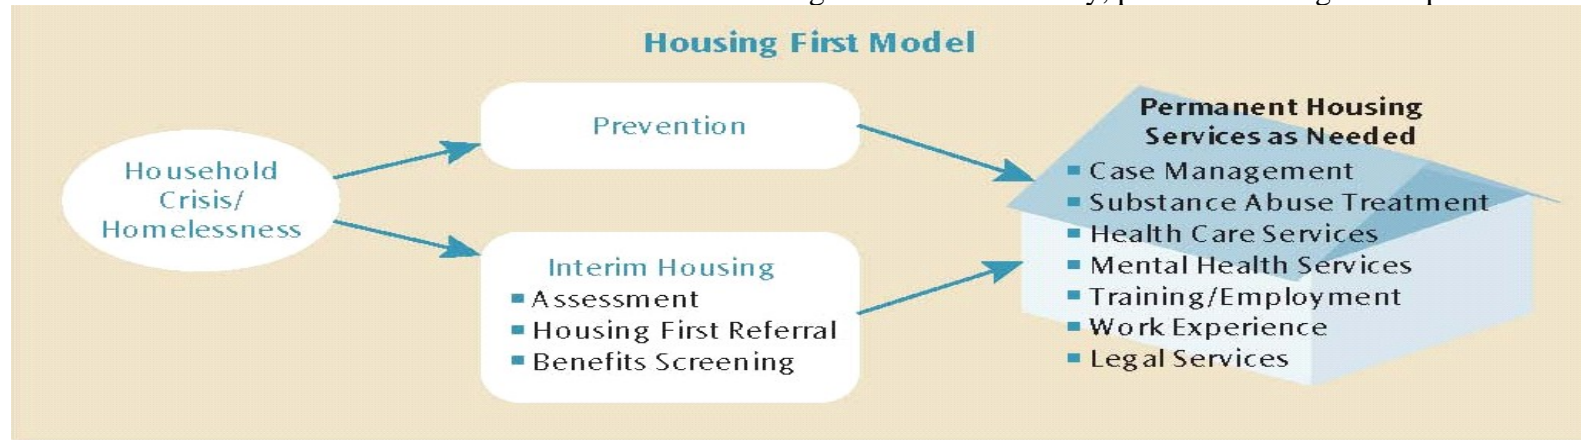 Housing First Model
Household
Crisis/
Homelessness
Prevention
Interim Housing
▪ Assessment
▪ Housing First Referral
▪ Benefits Screening
Permanent Housing
Services as Needed
▪ Case Management
▪ Substance Abuse Treatment
▪ Health Care Services
▪ Mental Health Services
▪ Training/Employment
▪ Work Experience
▪ Legal Services